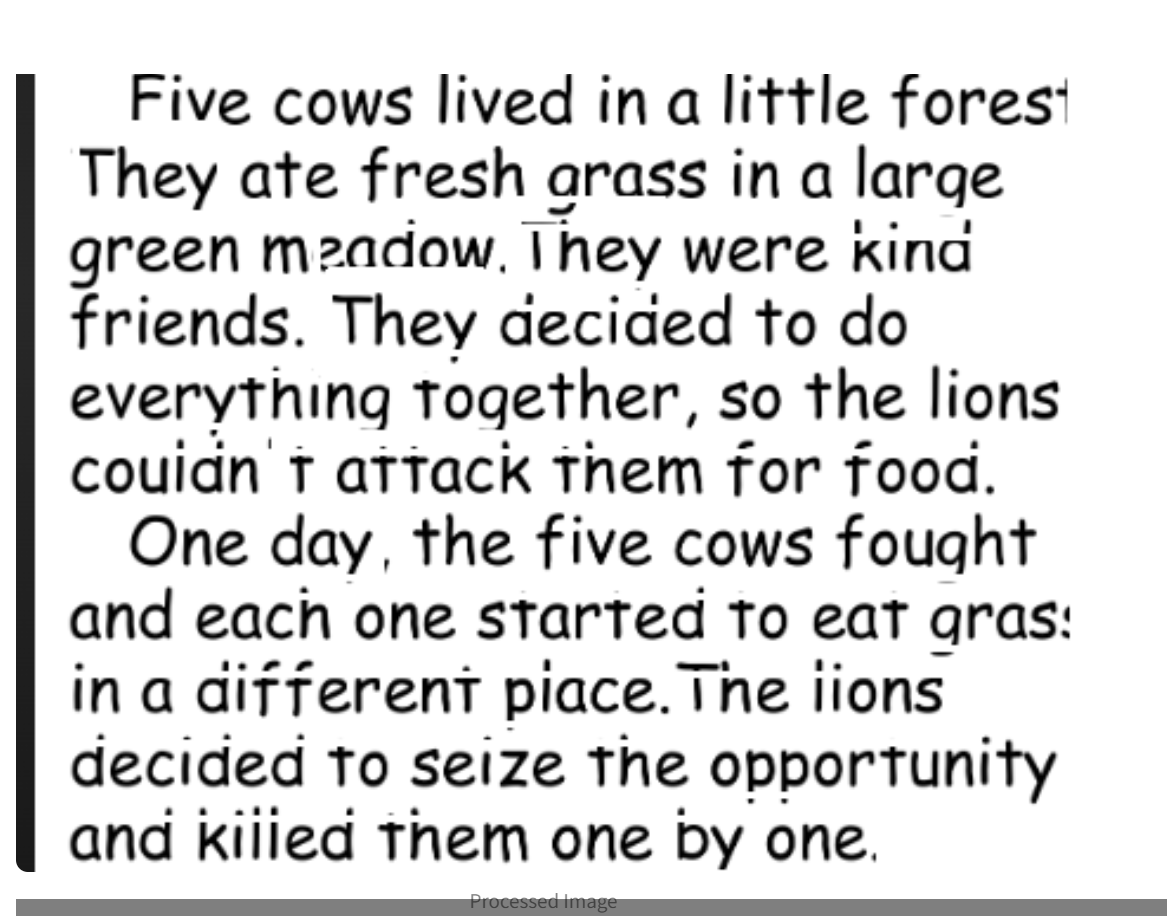 Five cows lived in a little forest
They ate fresh grass in a large
green meadow. They were kind
friends. They decided to do
everything together, so the lions
couldn't attack them for food.
One day, the five cows fought
and each one started to eat grass
in a different place. The lions
decided to seize the opportunity
and killed them one by one.
Processed Image